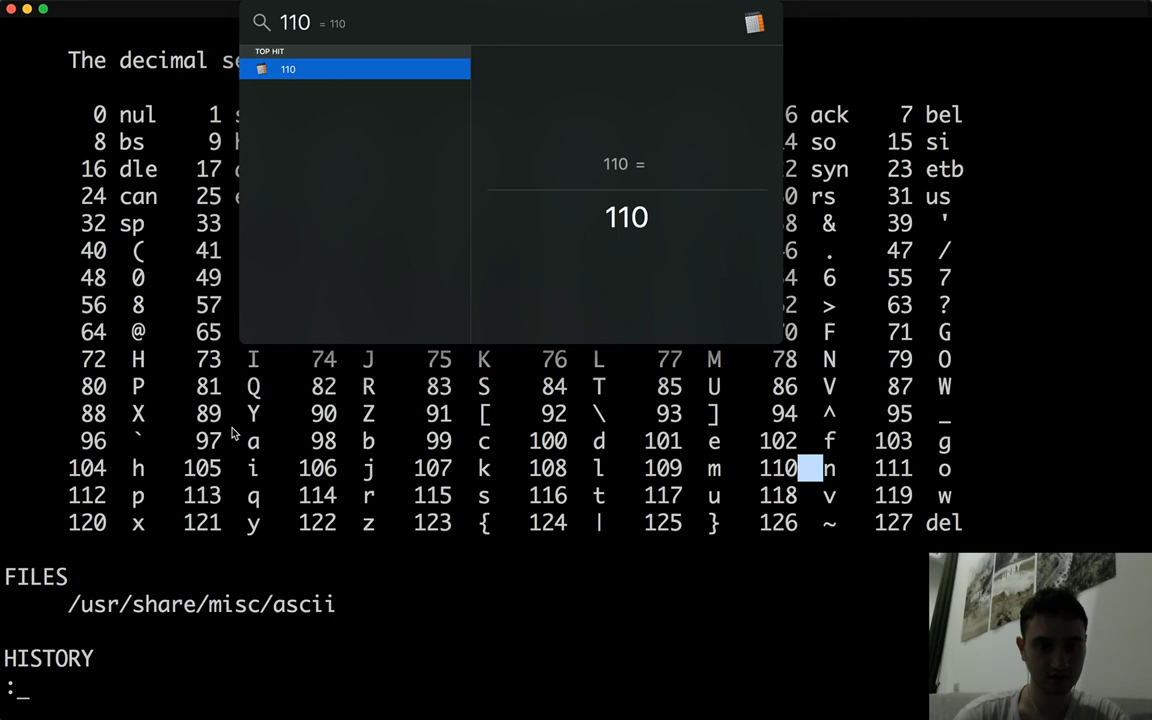 110 = 110
TOP HIT
110
110 =
110
The decimal se
0 nul 1 s 6 ack 7 bel
8 bs 9 h 4 so 15 si
16 dle 17 d 2 syn 23 etb
24 can 25 e 0 rs 31 us
32 sp 33 8 & 39 '
40 ( 41 46 . 47 /
48 0 49 54 6 55 7
56 8 57 62 > 63 ?
64 @ 65 70 F 71 G
72 H 73 I 74 J 75 K 76 L 77 M 78 N 79 O
80 P 81 Q 82 R 83 S 84 T 85 U 86 V 87 W
88 X 89 Y 90 Z 91 [ 92 \ 93 ] 94 ^ 95 _
96 ` 97 a 98 b 99 c 100 d 101 e 102 f 103 g
104 h 105 i 106 j 107 k 108 l 109 m 110 n 111 o
112 p 113 q 114 r 115 s 116 t 117 u 118 v 119 w
120 x 121 y 122 z 123 { 124 | 125 } 126 ~ 127 del
FILES
/usr/share/misc/ascii
HISTORY
:_